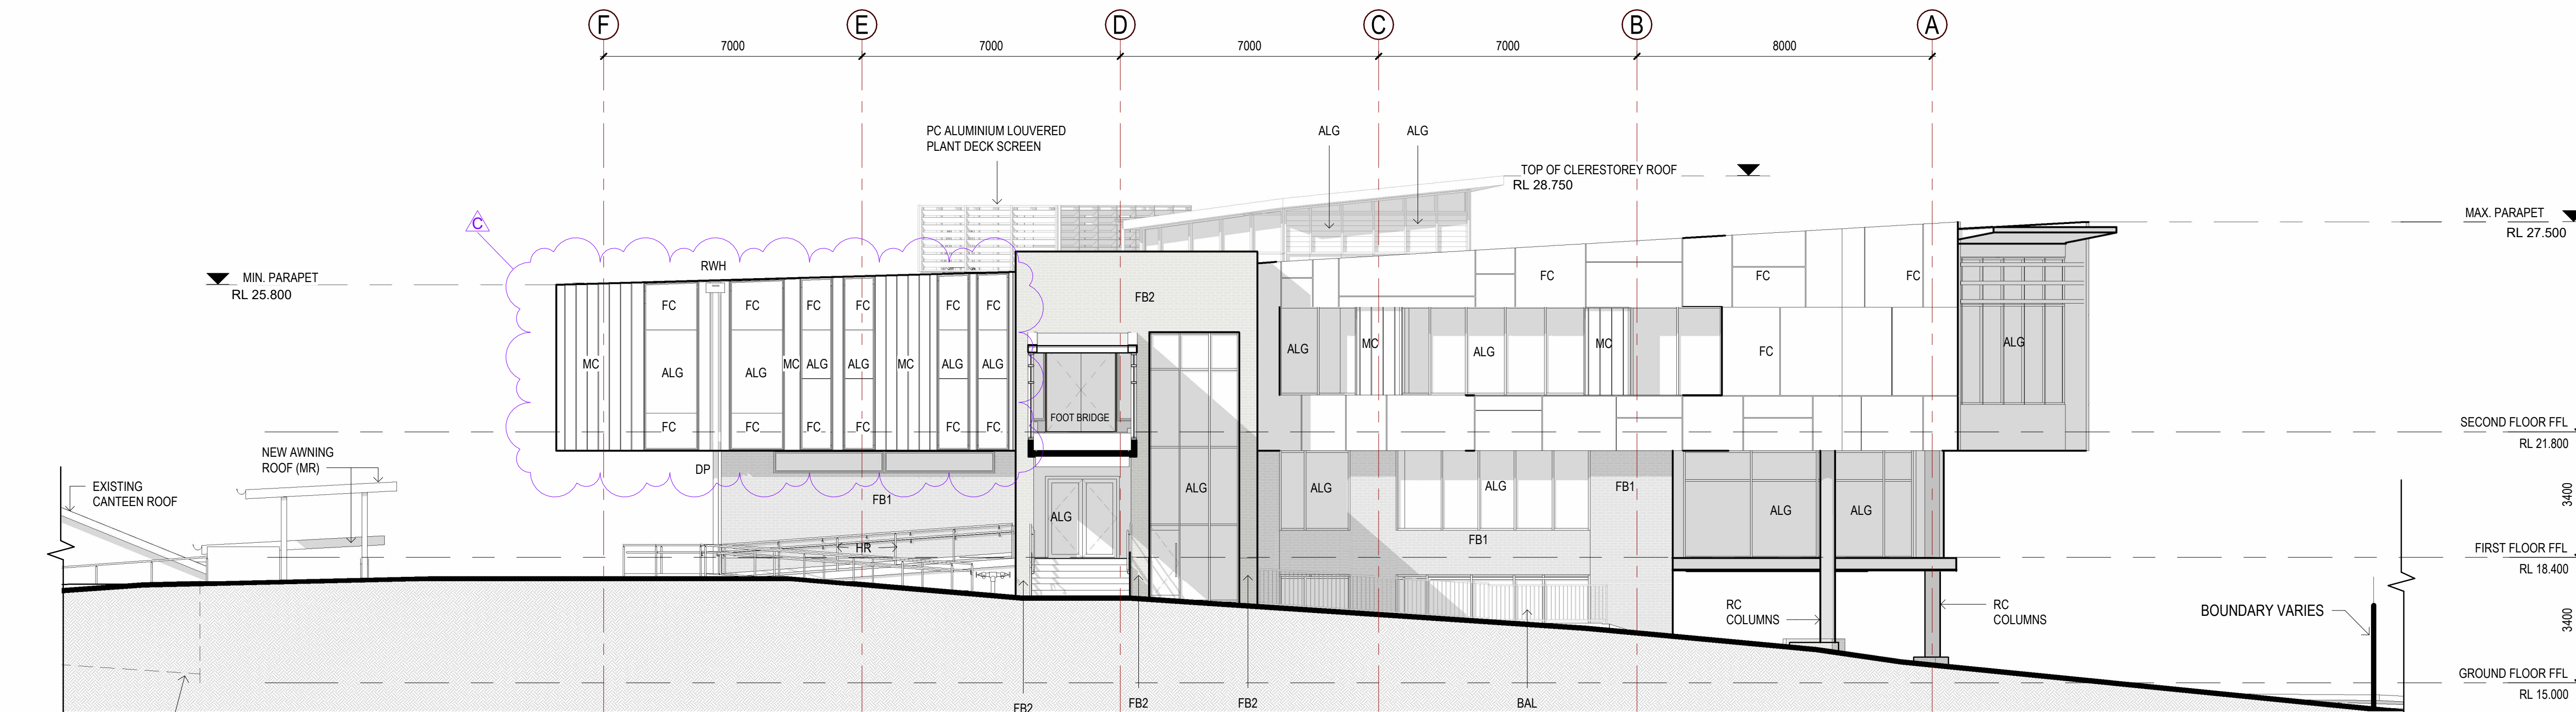 F
E
D
C
B
A
7000
7000
7000
7000
8000
PC ALUMINIUM LOUVERED
PLANT DECK SCREEN
ALG
ALG
TOP OF CLERESTOREY ROOF
RL 28.750
C
MAX. PARAPET
RL 27.500
RWH
MIN. PARAPET
RL 25.800
FB2
FC
FC
FC
FC
FC
FC
FC
FC
FC
MC
ALG
ALG
MC
ALG
ALG
MC
ALG
ALG
ALG
MC
ALG
MC
FC
ALG
FOOT BRIDGE
FC
FC
FC
FC
FC
FC
SECOND FLOOR FFL
RL 21.800
NEW AWNING
ROOF (MR)
DP
EXISTING
CANTEEN ROOF
FB1
ALG
ALG
ALG
ALG
FB1
ALG
ALG
3400
HR
FB1
FIRST FLOOR FFL
RL 18.400
RC
COLUMNS
RC
COLUMNS
BOUNDARY VARIES
3400
GROUND FLOOR FFL
RL 15.000
FB2
FB2
FB2
BAL